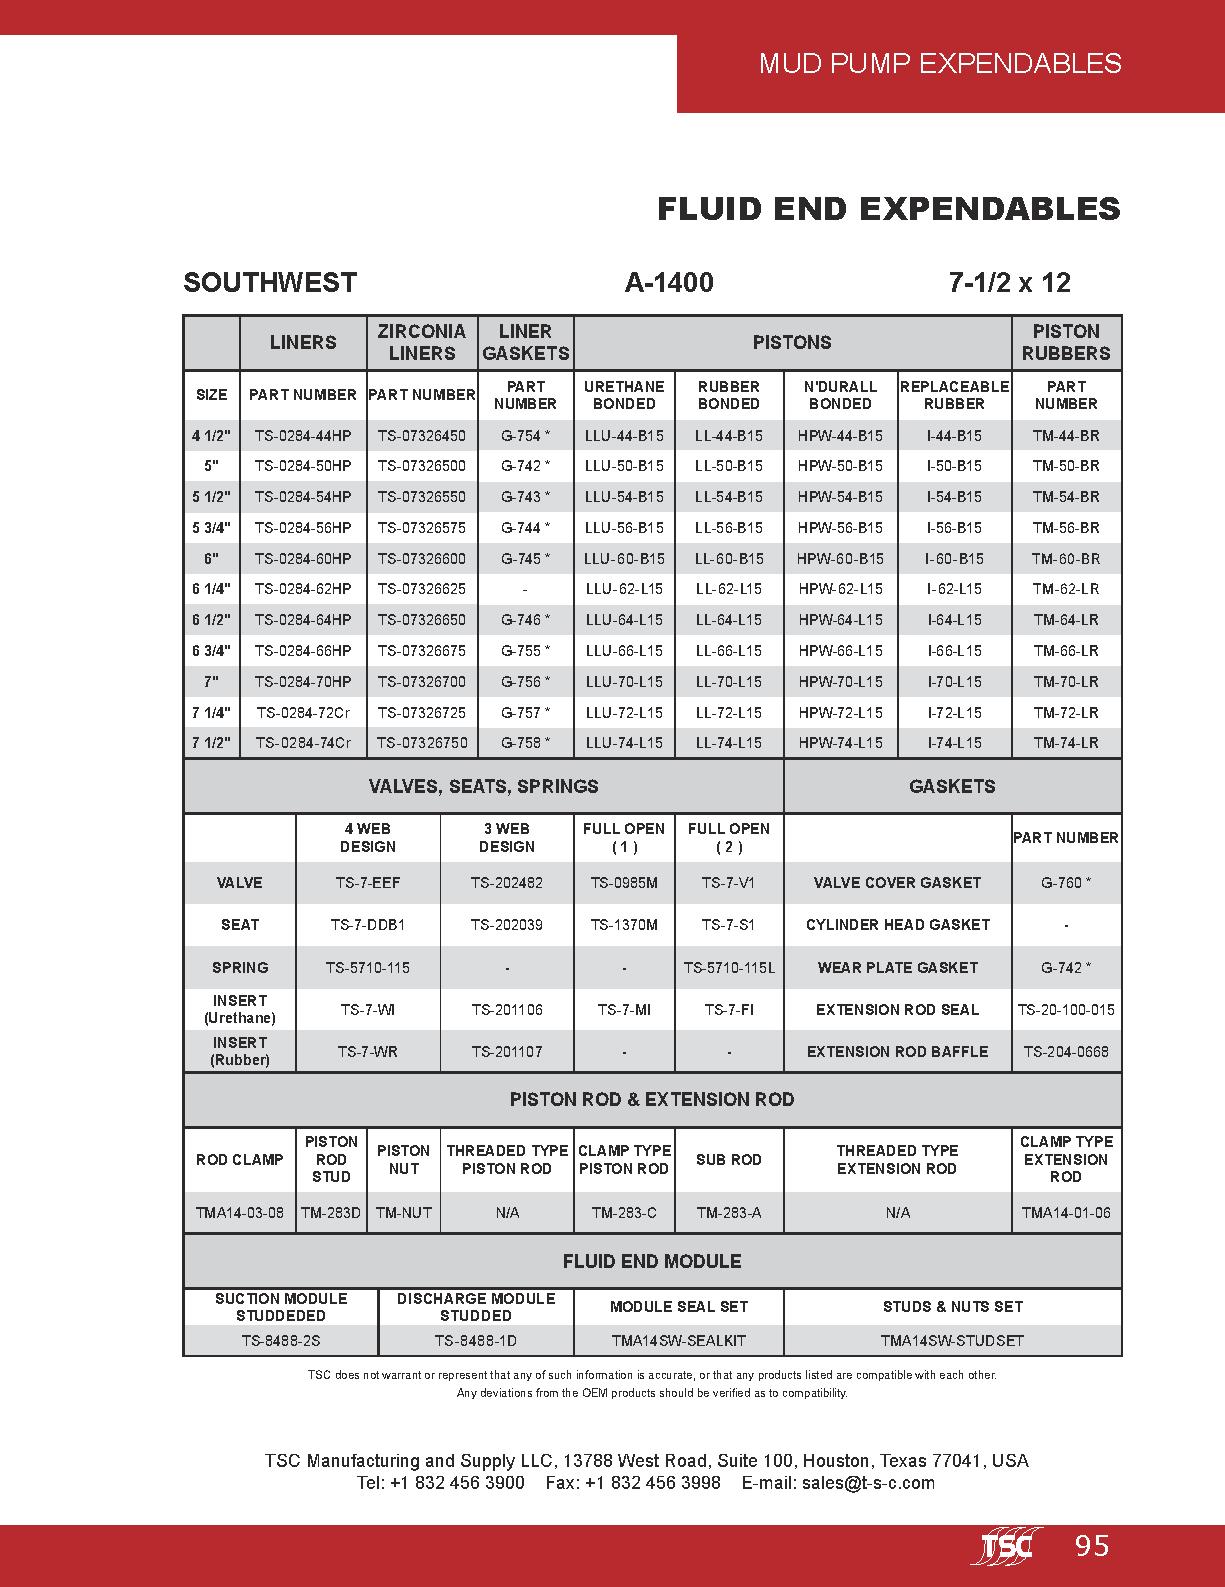 MUD PUMP EXPENDABLES
FLUID END EXPENDABLES
SOUTHWEST A-1400 7-1/2 x 12
LINERS ZIRCONIA LINERS LINER GASKETS PISTONS PISTON RUBBERS
SIZE PART NUMBER PART NUMBER PART NUMBER URETHANE BONDED RUBBER BONDED N'DURALL BONDED REPLACEABLE RUBBER PART NUMBER
4 1/2" TS-0284-44HP TS-07326450 G-754 * LLU-44-B15 LL-44-B15 HPW-44-B15 I-44-B15 TM-44-BR
5" TS-0284-50HP TS-07326500 G-742 * LLU-50-B15 LL-50-B15 HPW-50-B15 I-50-B15 TM-50-BR
5 1/2" TS-0284-54HP TS-07326550 G-743 * LLU-54-B15 LL-54-B15 HPW-54-B15 I-54-B15 TM-54-BR
5 3/4" TS-0284-56HP TS-07326575 G-744 * LLU-56-B15 LL-56-B15 HPW-56-B15 I-56-B15 TM-56-BR
6" TS-0284-60HP TS-07326600 G-745 * LLU-60-B15 LL-60-B15 HPW-60-B15 I-60-B15 TM-60-BR
6 1/4" TS-0284-62HP TS-07326625 - LLU-62-L15 LL-62-L15 HPW-62-L15 I-62-L15 TM-62-LR
6 1/2" TS-0284-64HP TS-07326650 G-746 * LLU-64-L15 LL-64-L15 HPW-64-L15 I-64-L15 TM-64-LR
6 3/4" TS-0284-66HP TS-07326675 G-755 * LLU-66-L15 LL-66-L15 HPW-66-L15 I-66-L15 TM-66-LR
7" TS-0284-70HP TS-07326700 G-756 * LLU-70-L15 LL-70-L15 HPW-70-L15 I-70-L15 TM-70-LR
7 1/4" TS-0284-72Cr TS-07326725 G-757 * LLU-72-L15 LL-72-L15 HPW-72-L15 I-72-L15 TM-72-LR
7 1/2" TS-0284-74Cr TS-07326750 G-758 * LLU-74-L15 LL-74-L15 HPW-74-L15 I-74-L15 TM-74-LR
VALVES, SEATS, SPRINGS GASKETS
4 WEB DESIGN 3 WEB DESIGN FULL OPEN ( 1 ) FULL OPEN ( 2 ) PART NUMBER
VALVE TS-7-EEF TS-202482 TS-0985M TS-7-V1 VALVE COVER GASKET G-760 *
SEAT TS-7-DDB1 TS-202039 TS-1370M TS-7-S1 CYLINDER HEAD GASKET -
SPRING TS-5710-115 - - TS-5710-115L WEAR PLATE GASKET G-742 *
INSERT (Urethane) TS-7-WI TS-201106 TS-7-MI TS-7-FI EXTENSION ROD SEAL TS-20-100-015
INSERT (Rubber) TS-7-WR TS-201107 - - EXTENSION ROD BAFFLE TS-204-0668
PISTON ROD & EXTENSION ROD
ROD CLAMP PISTON ROD STUD PISTON NUT THREADED TYPE PISTON ROD CLAMP TYPE PISTON ROD SUB ROD THREADED TYPE EXTENSION ROD CLAMP TYPE EXTENSION ROD
TMA14-03-08 TM-283D TM-NUT N/A TM-283-C TM-283-A N/A TMA14-01-06
FLUID END MODULE
SUCTION MODULE STUDDEDED DISCHARGE MODULE STUDDED MODULE SEAL SET STUDS & NUTS SET
TS-8488-2S TS-8488-1D TMA14SW-SEALKIT TMA14SW-STUDSET
TSC does not warrant or represent that any of such information is accurate, or that any products listed are compatible with each other.
Any deviations from the OEM products should be verified as to compatibility.
TSC Manufacturing and Supply LLC, 13788 West Road, Suite 100, Houston, Texas 77041, USA
Tel: +1 832 456 3900 Fax: +1 832 456 3998 E-mail: sales@t-s-c.com
TSC 95